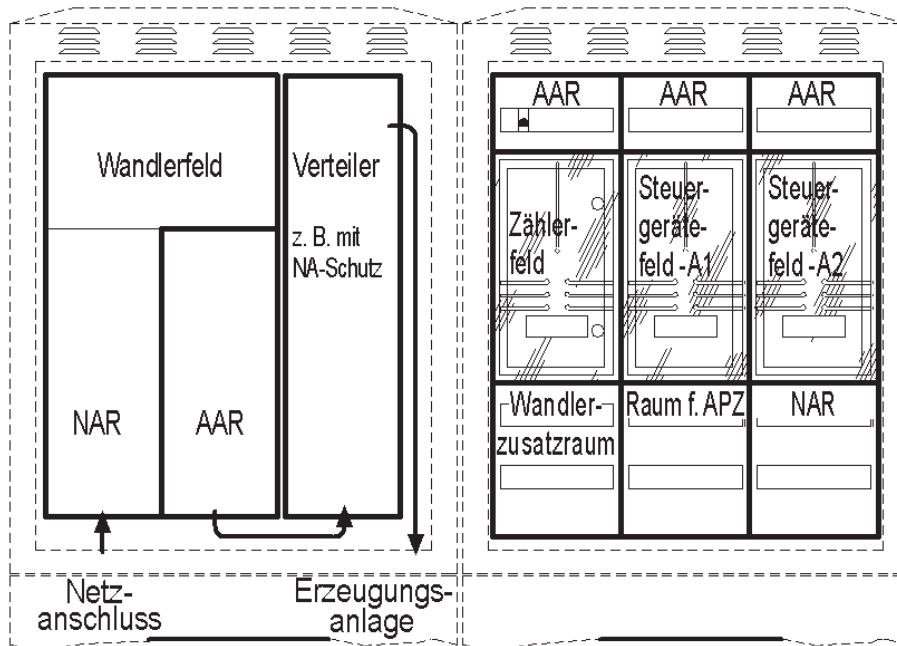 Wandlerfeld
NAR
AAR
Verteiler
z. B. mit
NA-Schutz
Netz-
anschluss
Erzeugungs-
anlage
AAR
AAR
AAR
Zähler-
feld
Steuer-
geräte-
feld -A1
Steuer-
geräte-
feld -A2
Wandler-
zusatzraum
Raum f. APZ
NAR